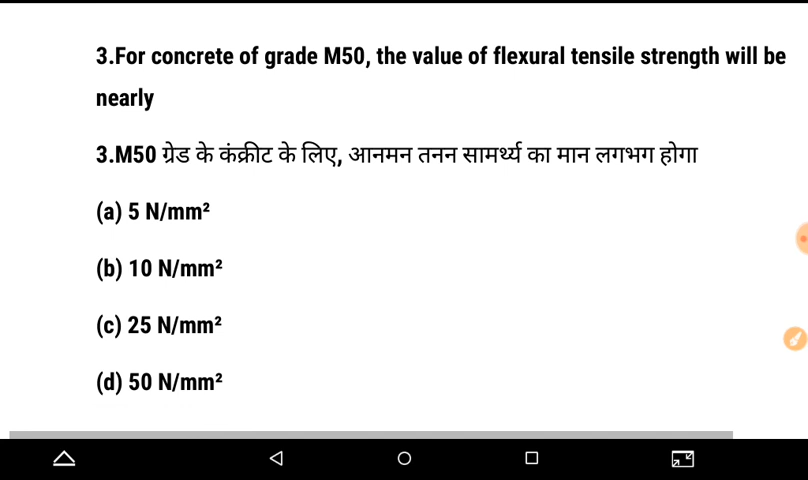 3.For concrete of grade M50, the value of flexural tensile strength will be
nearly
3.M50 ग्रेड के कंक्रीट के लिए, आनमन तनन सामर्थ्य का मान लगभग होगा
(a) 5 N/mm²
(b) 10 N/mm²
(c) 25 N/mm²
(d) 50 N/mm²